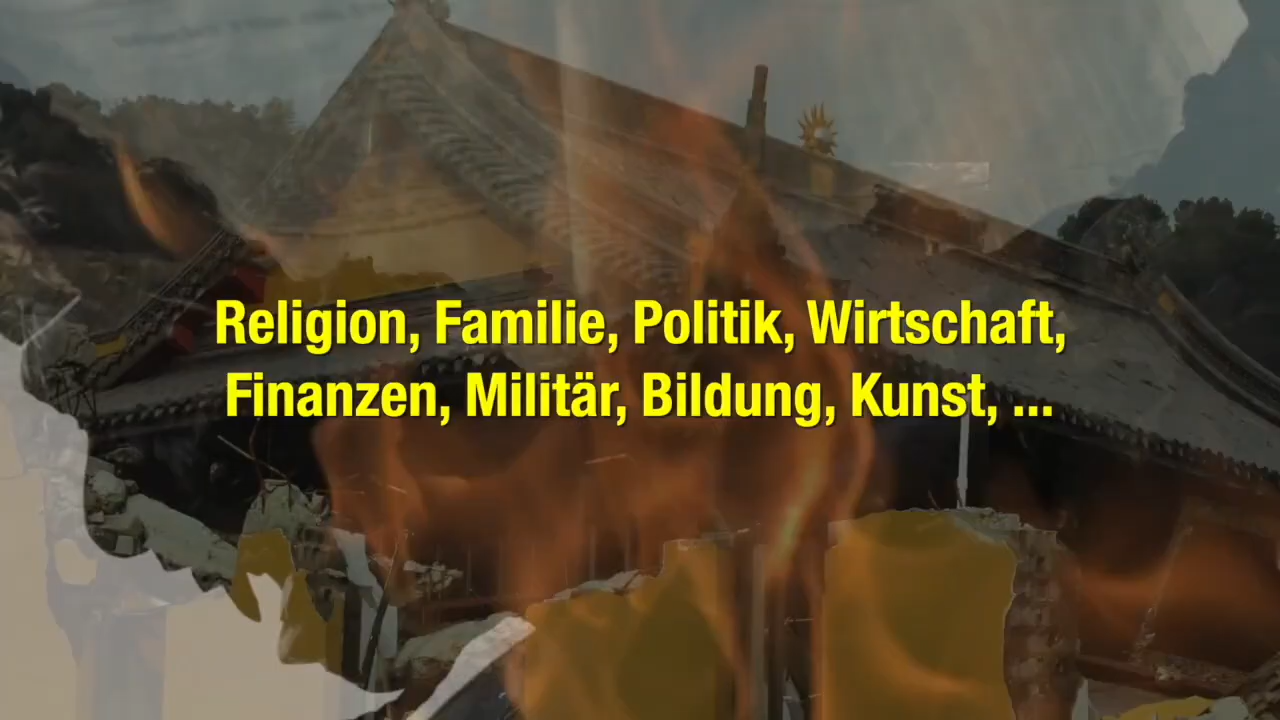 Religion, Familie, Politik, Wirtschaft,
Finanzen, Militär, Bildung, Kunst, ...